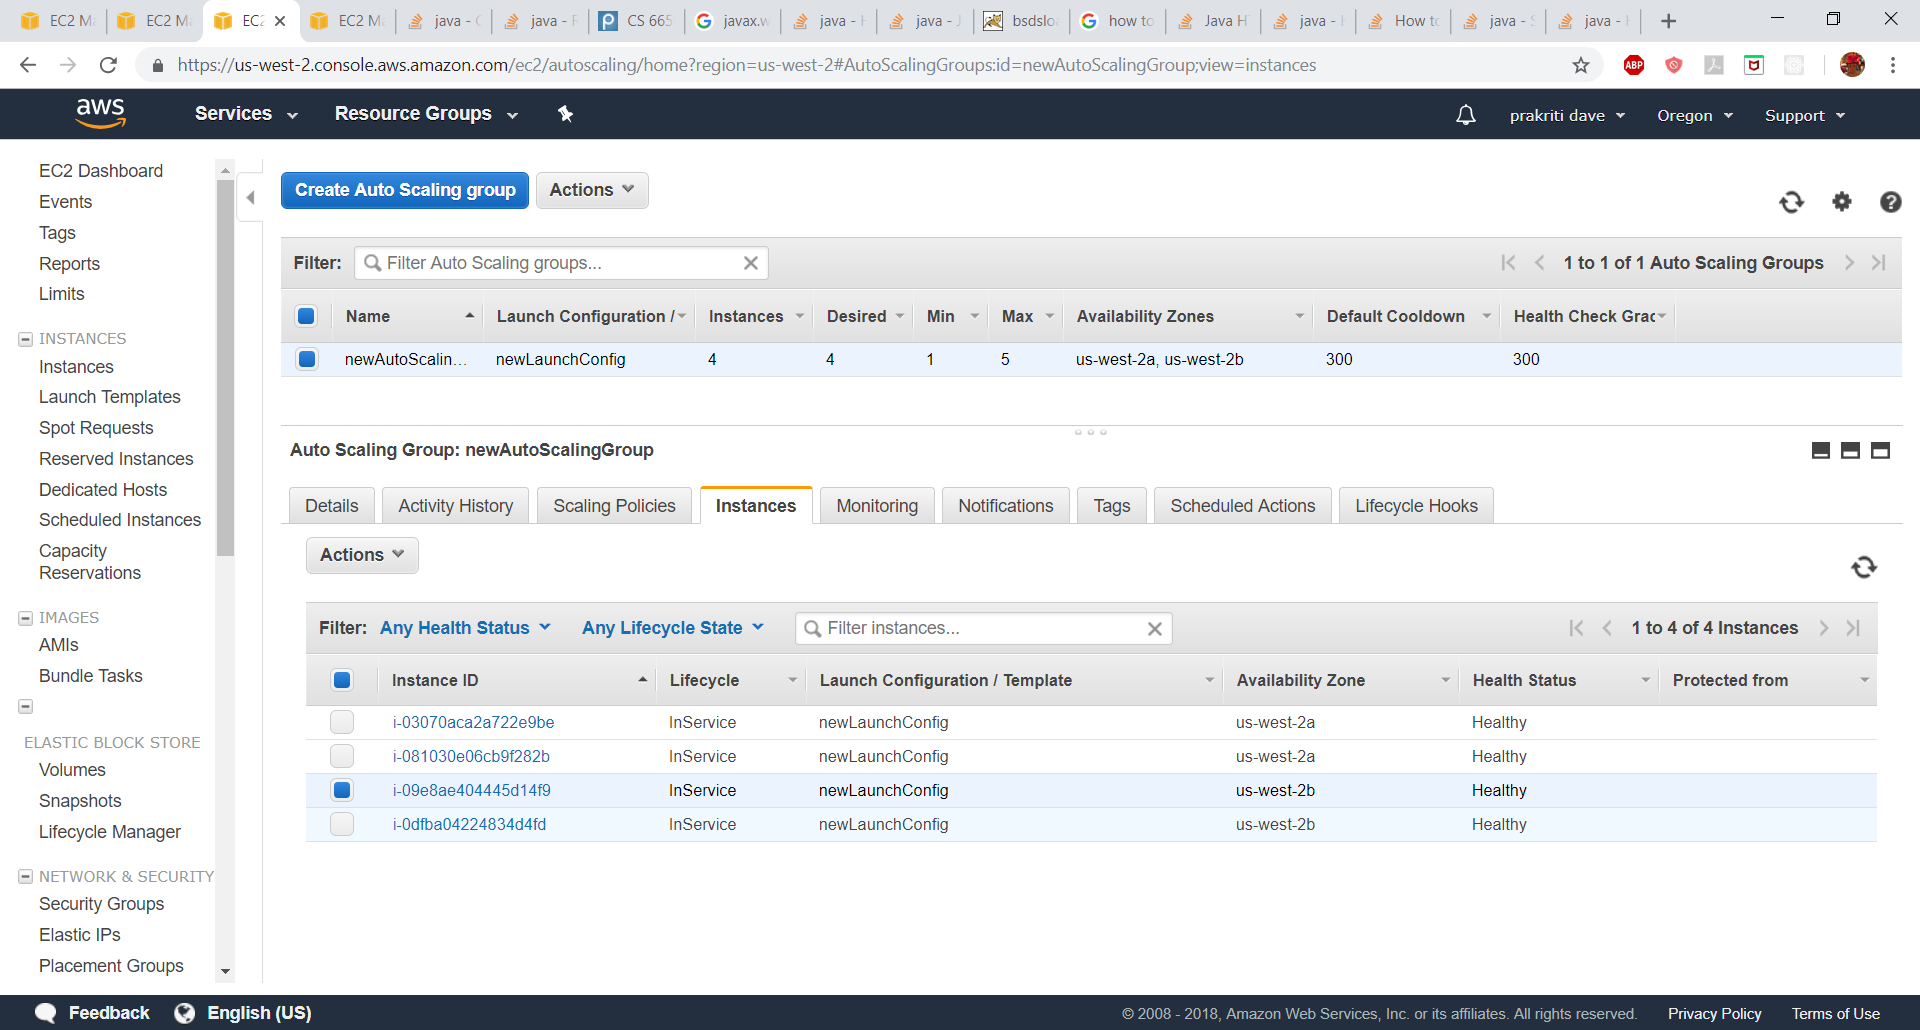 EC2 Ma
EC2 Ma
EC2
EC2 Ma
java - 
java - 
CS 665
javax.w
java - 
java - J
bsdslo
how to
Java H
java - 
How to
java - S
java - 
https://us-west-2.console.aws.amazon.com/ec2/autoscaling/home?region=us-west-2#AutoScalingGroups:id=newAutoScalingGroup;view=instances
ABP
aws
Services
Resource Groups
prakriti dave
Oregon
Support
EC2 Dashboard
Events
Tags
Reports
Limits
INSTANCES
Instances
Launch Templates
Spot Requests
Reserved Instances
Dedicated Hosts
Scheduled Instances
Capacity
Reservations
IMAGES
AMIs
Bundle Tasks
ELASTIC BLOCK STORE
Volumes
Snapshots
Lifecycle Manager
NETWORK & SECURITY
Security Groups
Elastic IPs
Placement Groups
Create Auto Scaling group
Actions
Filter: Filter Auto Scaling groups...
1 to 1 of 1 Auto Scaling Groups
Name Launch Configuration / Instances Desired Min Max Availability Zones Default Cooldown Health Check Grac
newAutoScalin... newLaunchConfig 4 4 1 5 us-west-2a, us-west-2b 300 300
Auto Scaling Group: newAutoScalingGroup
Details Activity History Scaling Policies Instances Monitoring Notifications Tags Scheduled Actions Lifecycle Hooks
Actions
Filter: Any Health Status Any Lifecycle State Filter instances...
1 to 4 of 4 Instances
Instance ID Lifecycle Launch Configuration / Template Availability Zone Health Status Protected from
i-03070aca2a722e9be InService newLaunchConfig us-west-2a Healthy
i-081030e06cb9f282b InService newLaunchConfig us-west-2a Healthy
i-09e8ae404445d14f9 InService newLaunchConfig us-west-2b Healthy
i-0dfba04224834d4fd InService newLaunchConfig us-west-2b Healthy
Feedback
English (US)
© 2008 - 2018, Amazon Web Services, Inc. or its affiliates. All rights reserved.
Privacy Policy
Terms of Use